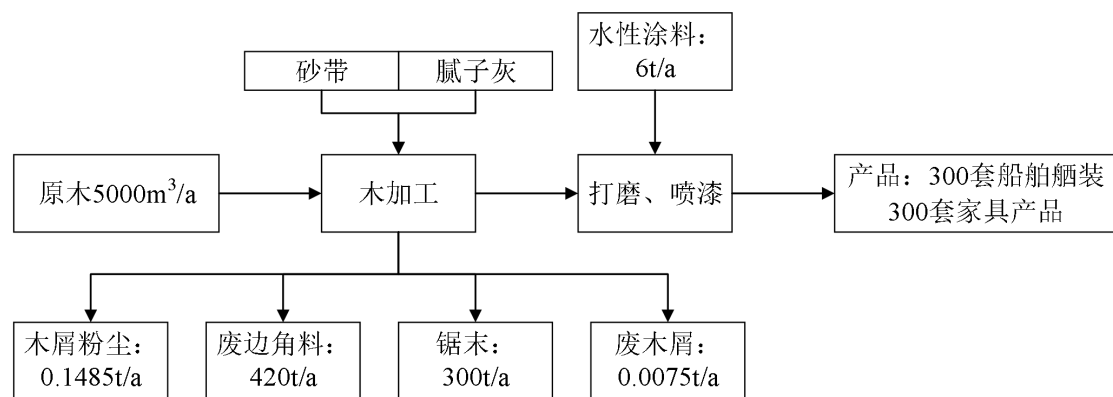 水性涂料：
6t/a
砂带
腻子灰
原木5000m³/a
木加工
打磨、喷漆
产品：300套船舶舾装
300套家具产品
木屑粉尘：
0.1485t/a
废边角料：
420t/a
锯末：
300t/a
废木屑：
0.0075t/a